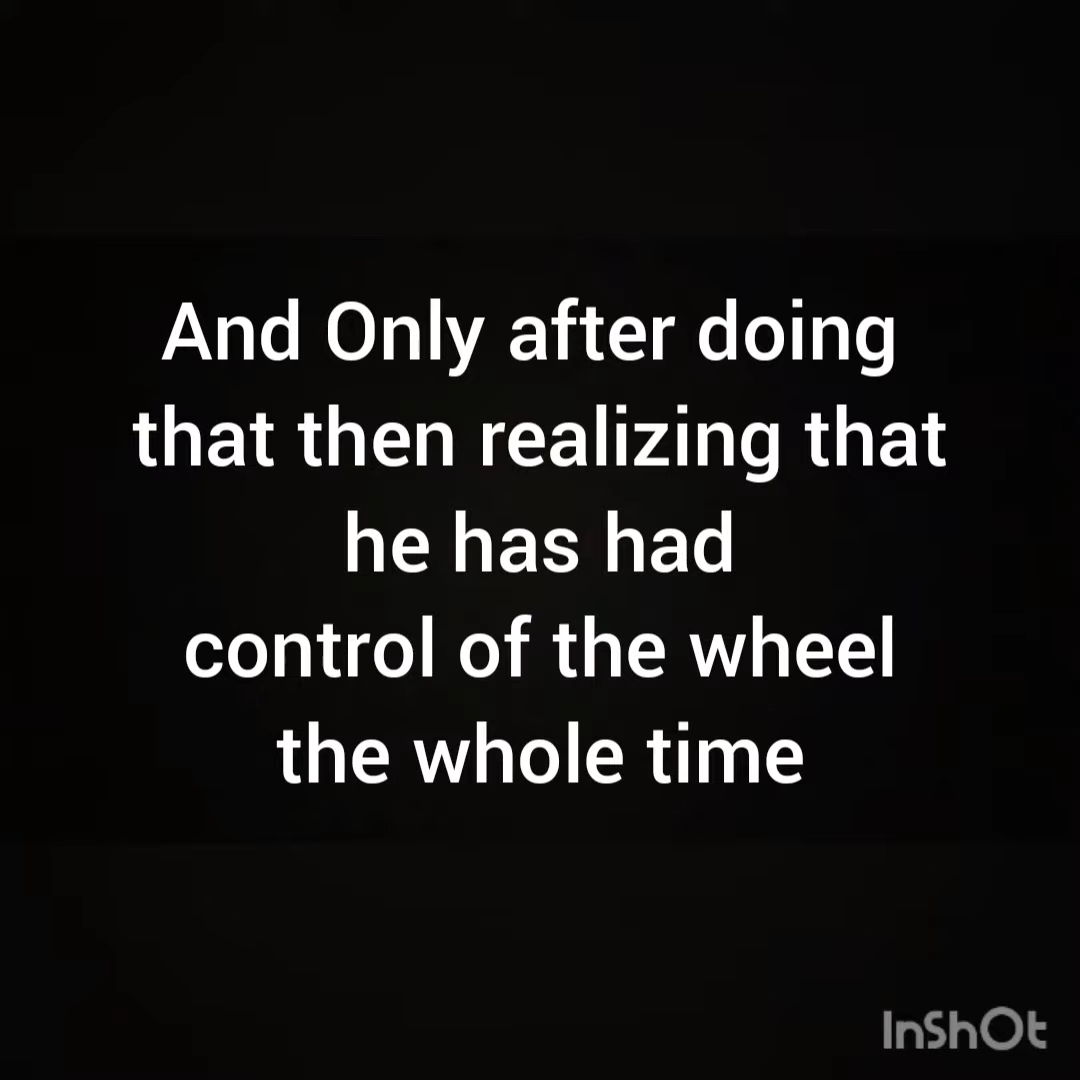 And Only after doing
that then realizing that
he has had
control of the wheel
the whole time
InShOt